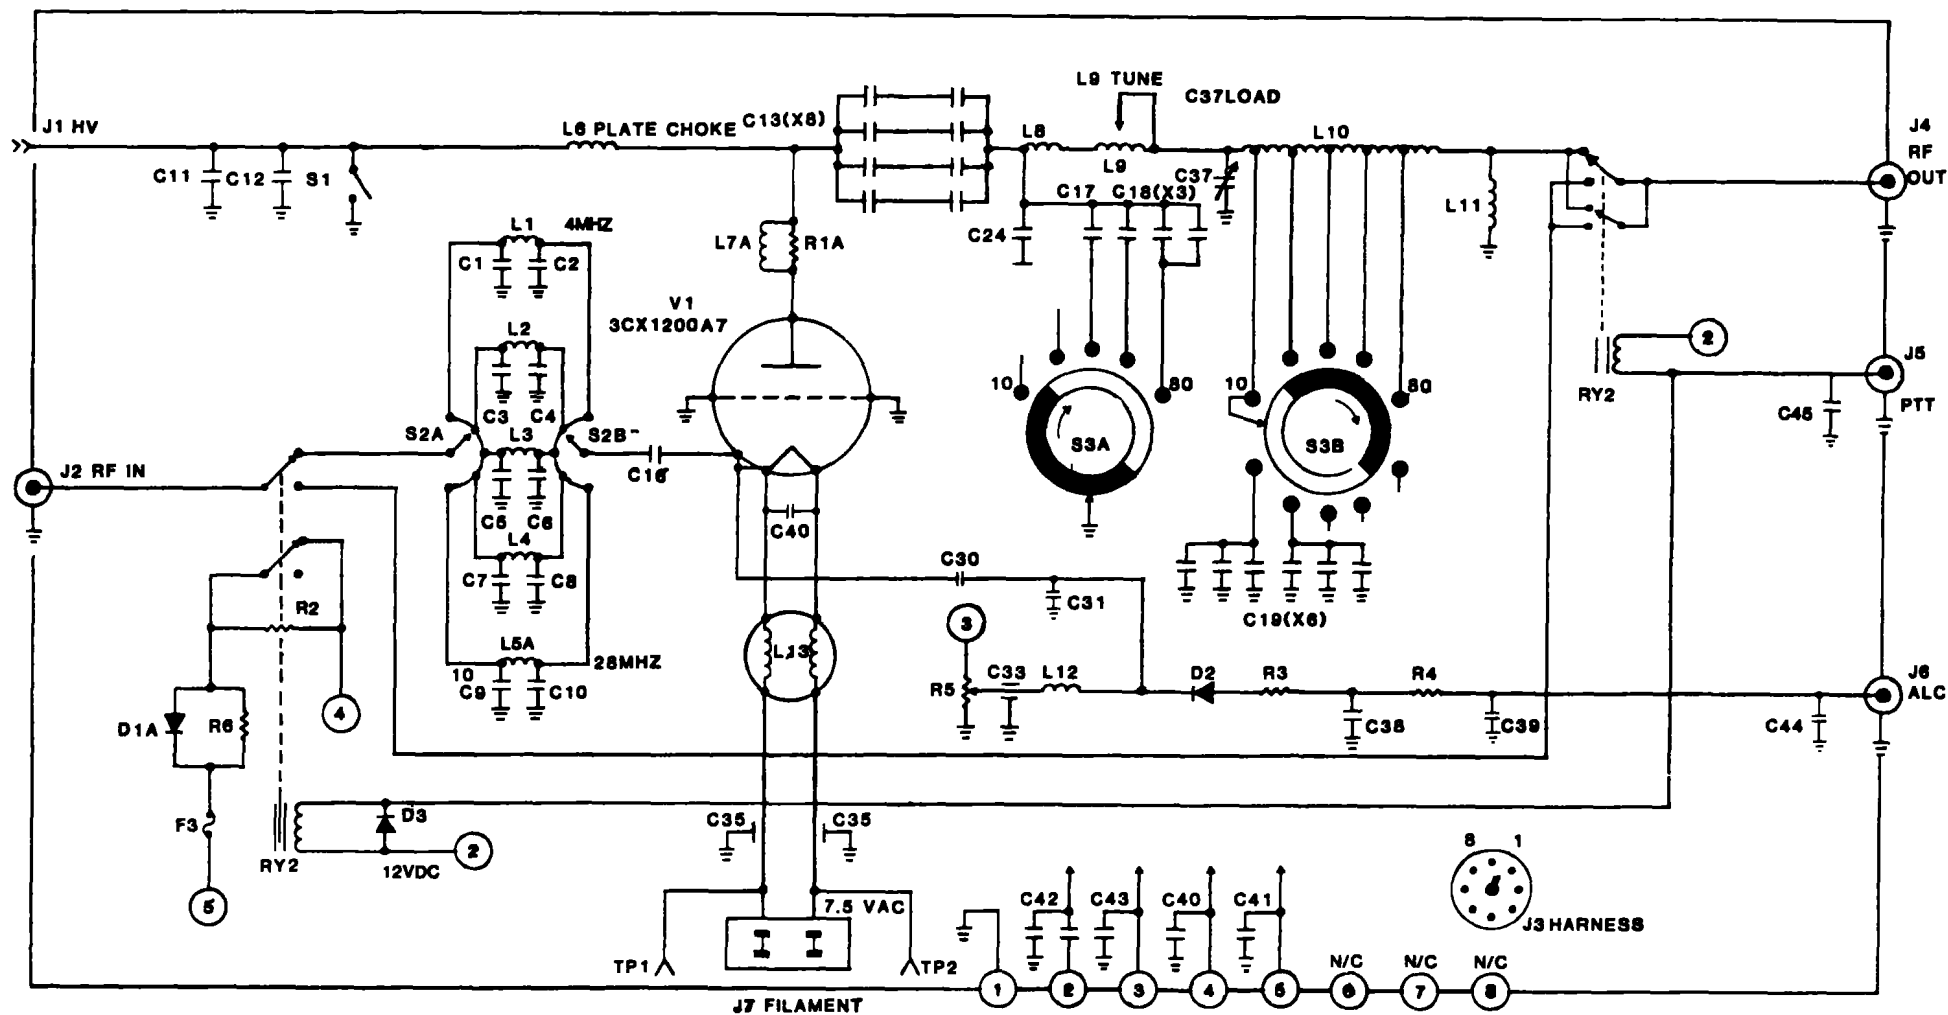 L9 TUNE
C37LOAD
J1 HV
L6 PLATE CHOKE
C13(X8)
L8
L9
L10
J4
RF
OUT
C11
C12
S1
C37
C17
C18(X3)
L11
L1
4MHZ
C1
C2
L7A
R1A
C24
V1
3CX1200A7
L2
2
J5
10
80
10
80
RY2
PTT
C45
C3
C4
S2A
L3
S2B
S3A
S3B
J2 RF IN
C16
C5
C6
L4
C40
C7
C8
C30
C31
R2
C19(X6)
3
L5A
28MHZ
10
C9
C10
L13
R5
C33
L12
D2
R3
R4
J6
ALC
D1A
R6
4
C38
C39
C44
F3
D3
C35
C35
RY2
12VDC
2
8
1
5
7.5 VAC
C42
C43
C40
C41
J3 HARNESS
TP1
TP2
N/C
N/C
N/C
1
2
3
4
5
6
7
8
J7 FILAMENT